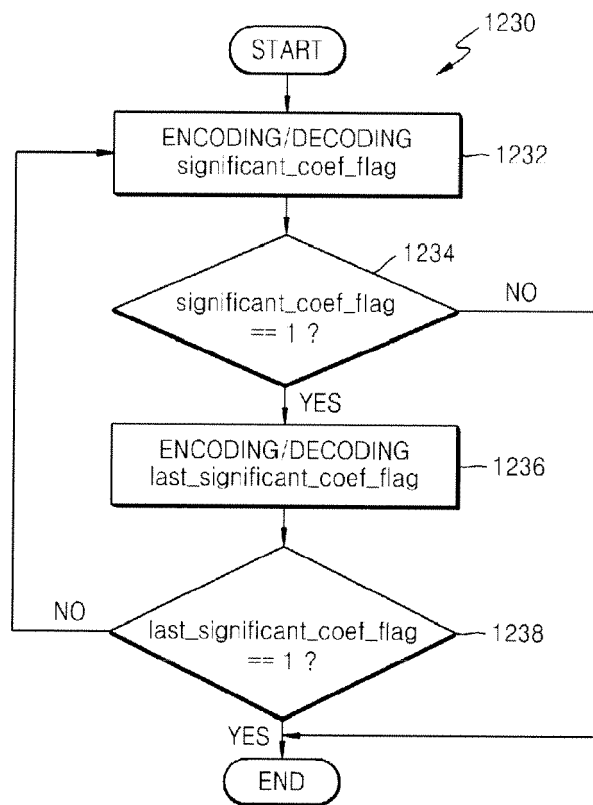 1230
START
ENCODING/DECODING
significant_coef_flag
1232
1234
significant_coef_flag
== 1 ?
NO
YES
ENCODING/DECODING
last_significant_coef_flag
1236
NO
last_significant_coef_flag
== 1 ?
1238
YES
END